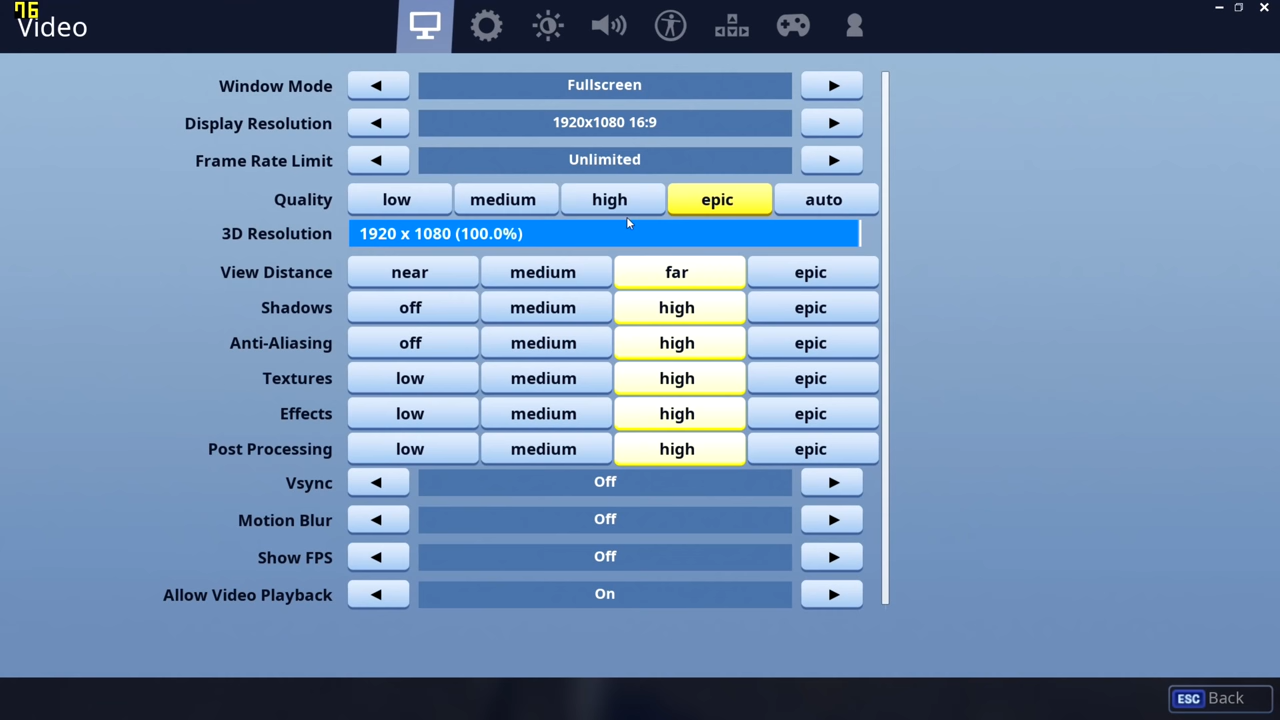 76
Video
Window Mode ◀ Fullscreen ▶
Display Resolution ◀ 1920x1080 16:9 ▶
Frame Rate Limit ◀ Unlimited ▶
Quality low medium high epic auto
3D Resolution 1920 x 1080 (100.0%)
View Distance near medium far epic
Shadows off medium high epic
Anti-Aliasing off medium high epic
Textures low medium high epic
Effects low medium high epic
Post Processing low medium high epic
Vsync ◀ Off ▶
Motion Blur ◀ Off ▶
Show FPS ◀ Off ▶
Allow Video Playback ◀ On ▶
ESC Back